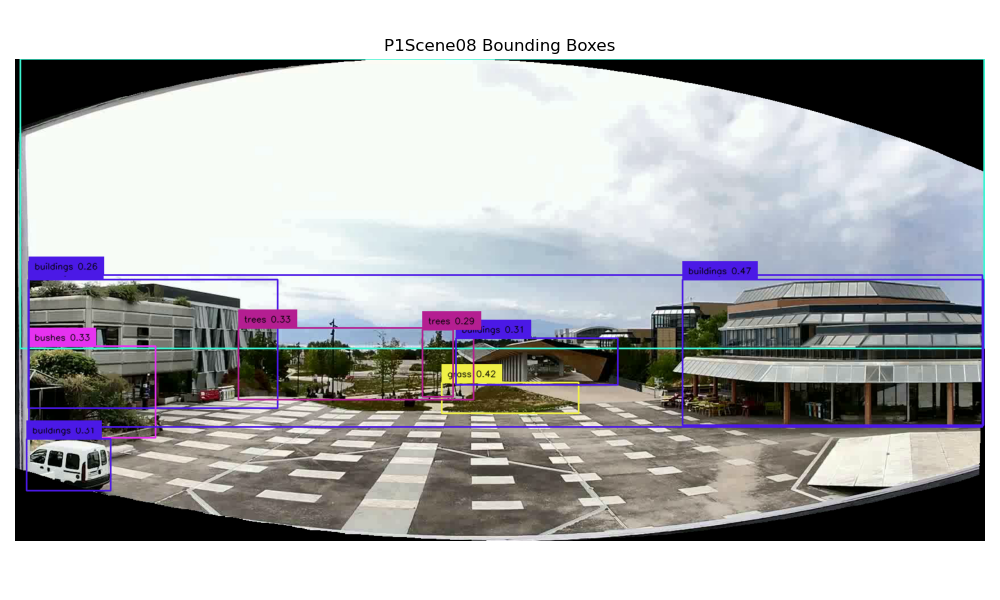 P1Scene08 Bounding Boxes
buildings 0.26
buildings 0.47
trees 0.33
trees 0.29
buildings 0.31
bushes 0.33
grass 0.42
buildings 0.31